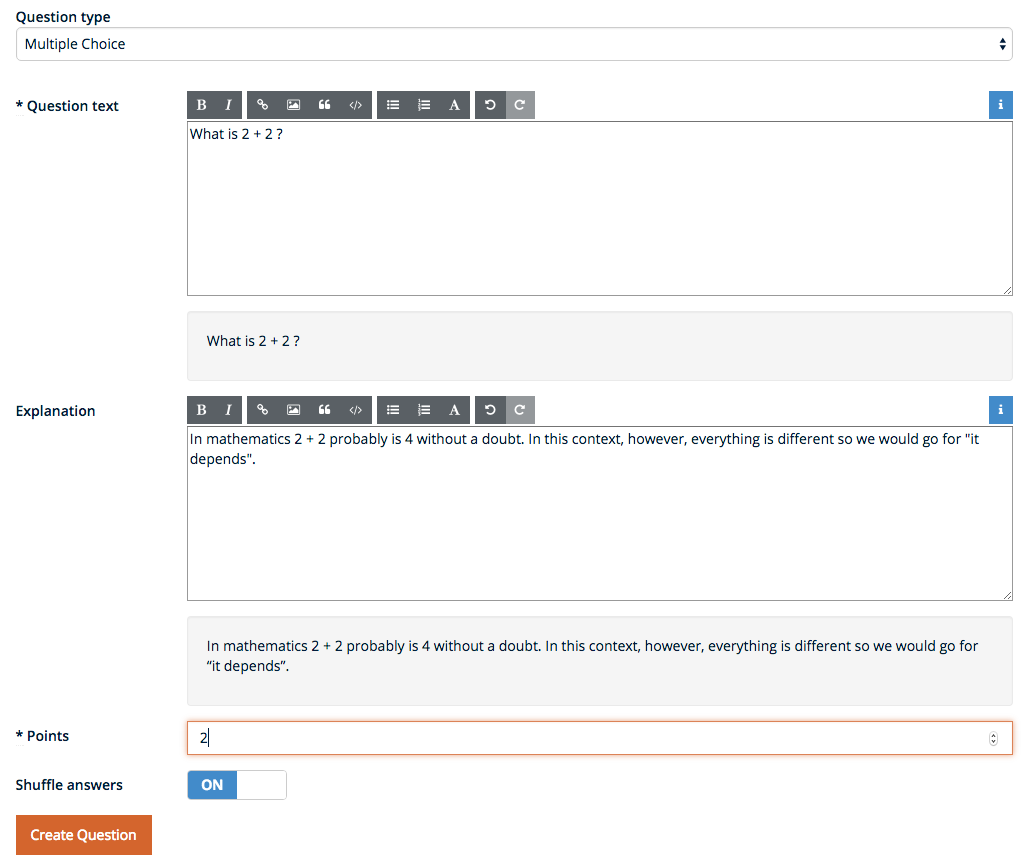 Question type
Multiple Choice
* Question text
B I A
What is 2 + 2 ?
What is 2 + 2 ?
Explanation
B I A
In mathematics 2 + 2 probably is 4 without a doubt. In this context, however, everything is different so we would go for "it
depends".
In mathematics 2 + 2 probably is 4 without a doubt. In this context, however, everything is different so we would go for
“it depends”.
* Points
2
Shuffle answers
ON
Create Question